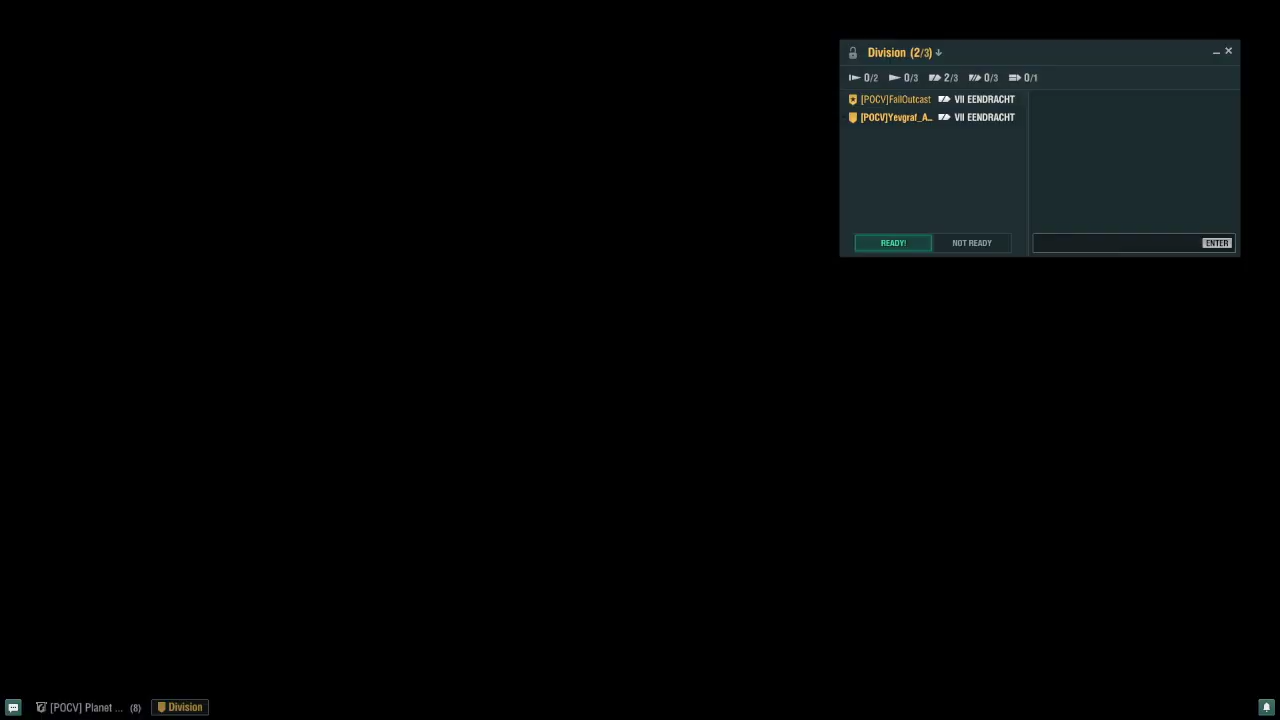 Division (2/3)
0/2 0/3 2/3 0/3 0/1
[POCV]FallOutcast VII EENDRACHT
[POCV]Yevgraf_A... VII EENDRACHT
READY! NOT READY ENTER
[POCV] Planet ... (8) Division